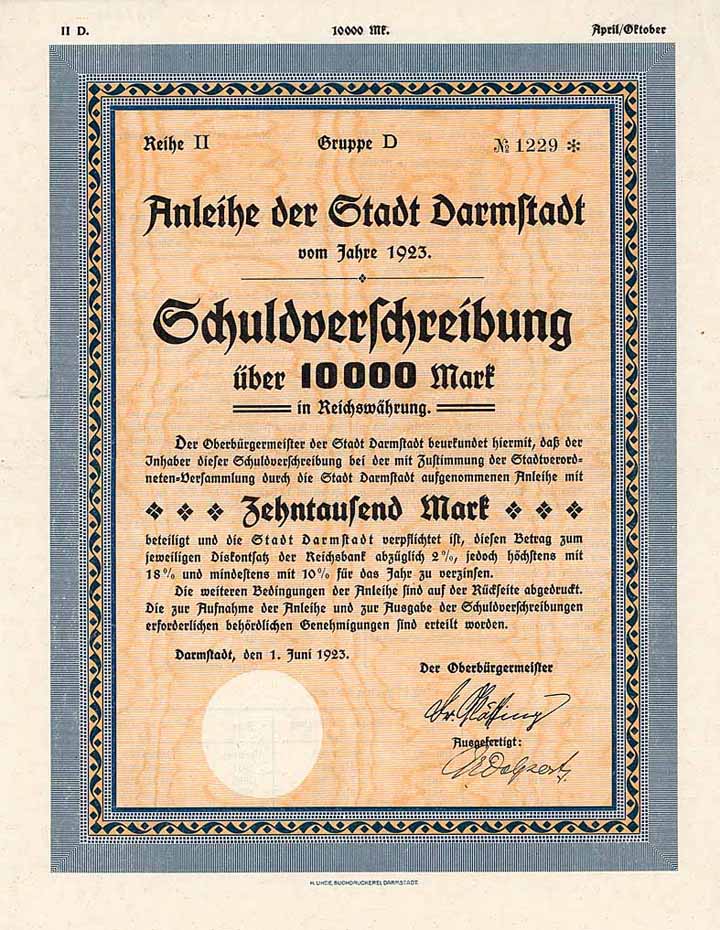 II D. 10000 Mk. April/Oktober
Reihe II Gruppe D № 1229 *
Anleihe der Stadt Darmstadt
vom Jahre 1923.
Schuldverschreibung
über 10000 Mark
in Reichswährung.
Der Oberbürgermeister der Stadt Darmstadt beurkundet hiermit, daß der
Inhaber dieser Schuldverschreibung bei der mit Zustimmung der Stadtverord-
neten-Versammlung durch die Stadt Darmstadt aufgenommenen Anleihe mit
Zehntausend Mark
beteiligt und die Stadt Darmstadt verpflichtet ist, diesen Betrag zum
jeweiligen Diskontsatz der Reichsbank abzüglich 2%, jedoch höchstens mit
18% und mindestens mit 10% für das Jahr zu verzinsen.
Die weiteren Bedingungen der Anleihe sind auf der Rückseite abgedruckt.
Die zur Aufnahme der Anleihe und zur Ausgabe der Schuldverschreibungen
erforderlichen behördlichen Genehmigungen sind erteilt worden.
Darmstadt, den 1. Juni 1923.
Der Oberbürgermeister
Dr. Glässing
Ausgefertigt:
H. UHDE, BUCHDRUCKEREI, DARMSTADT